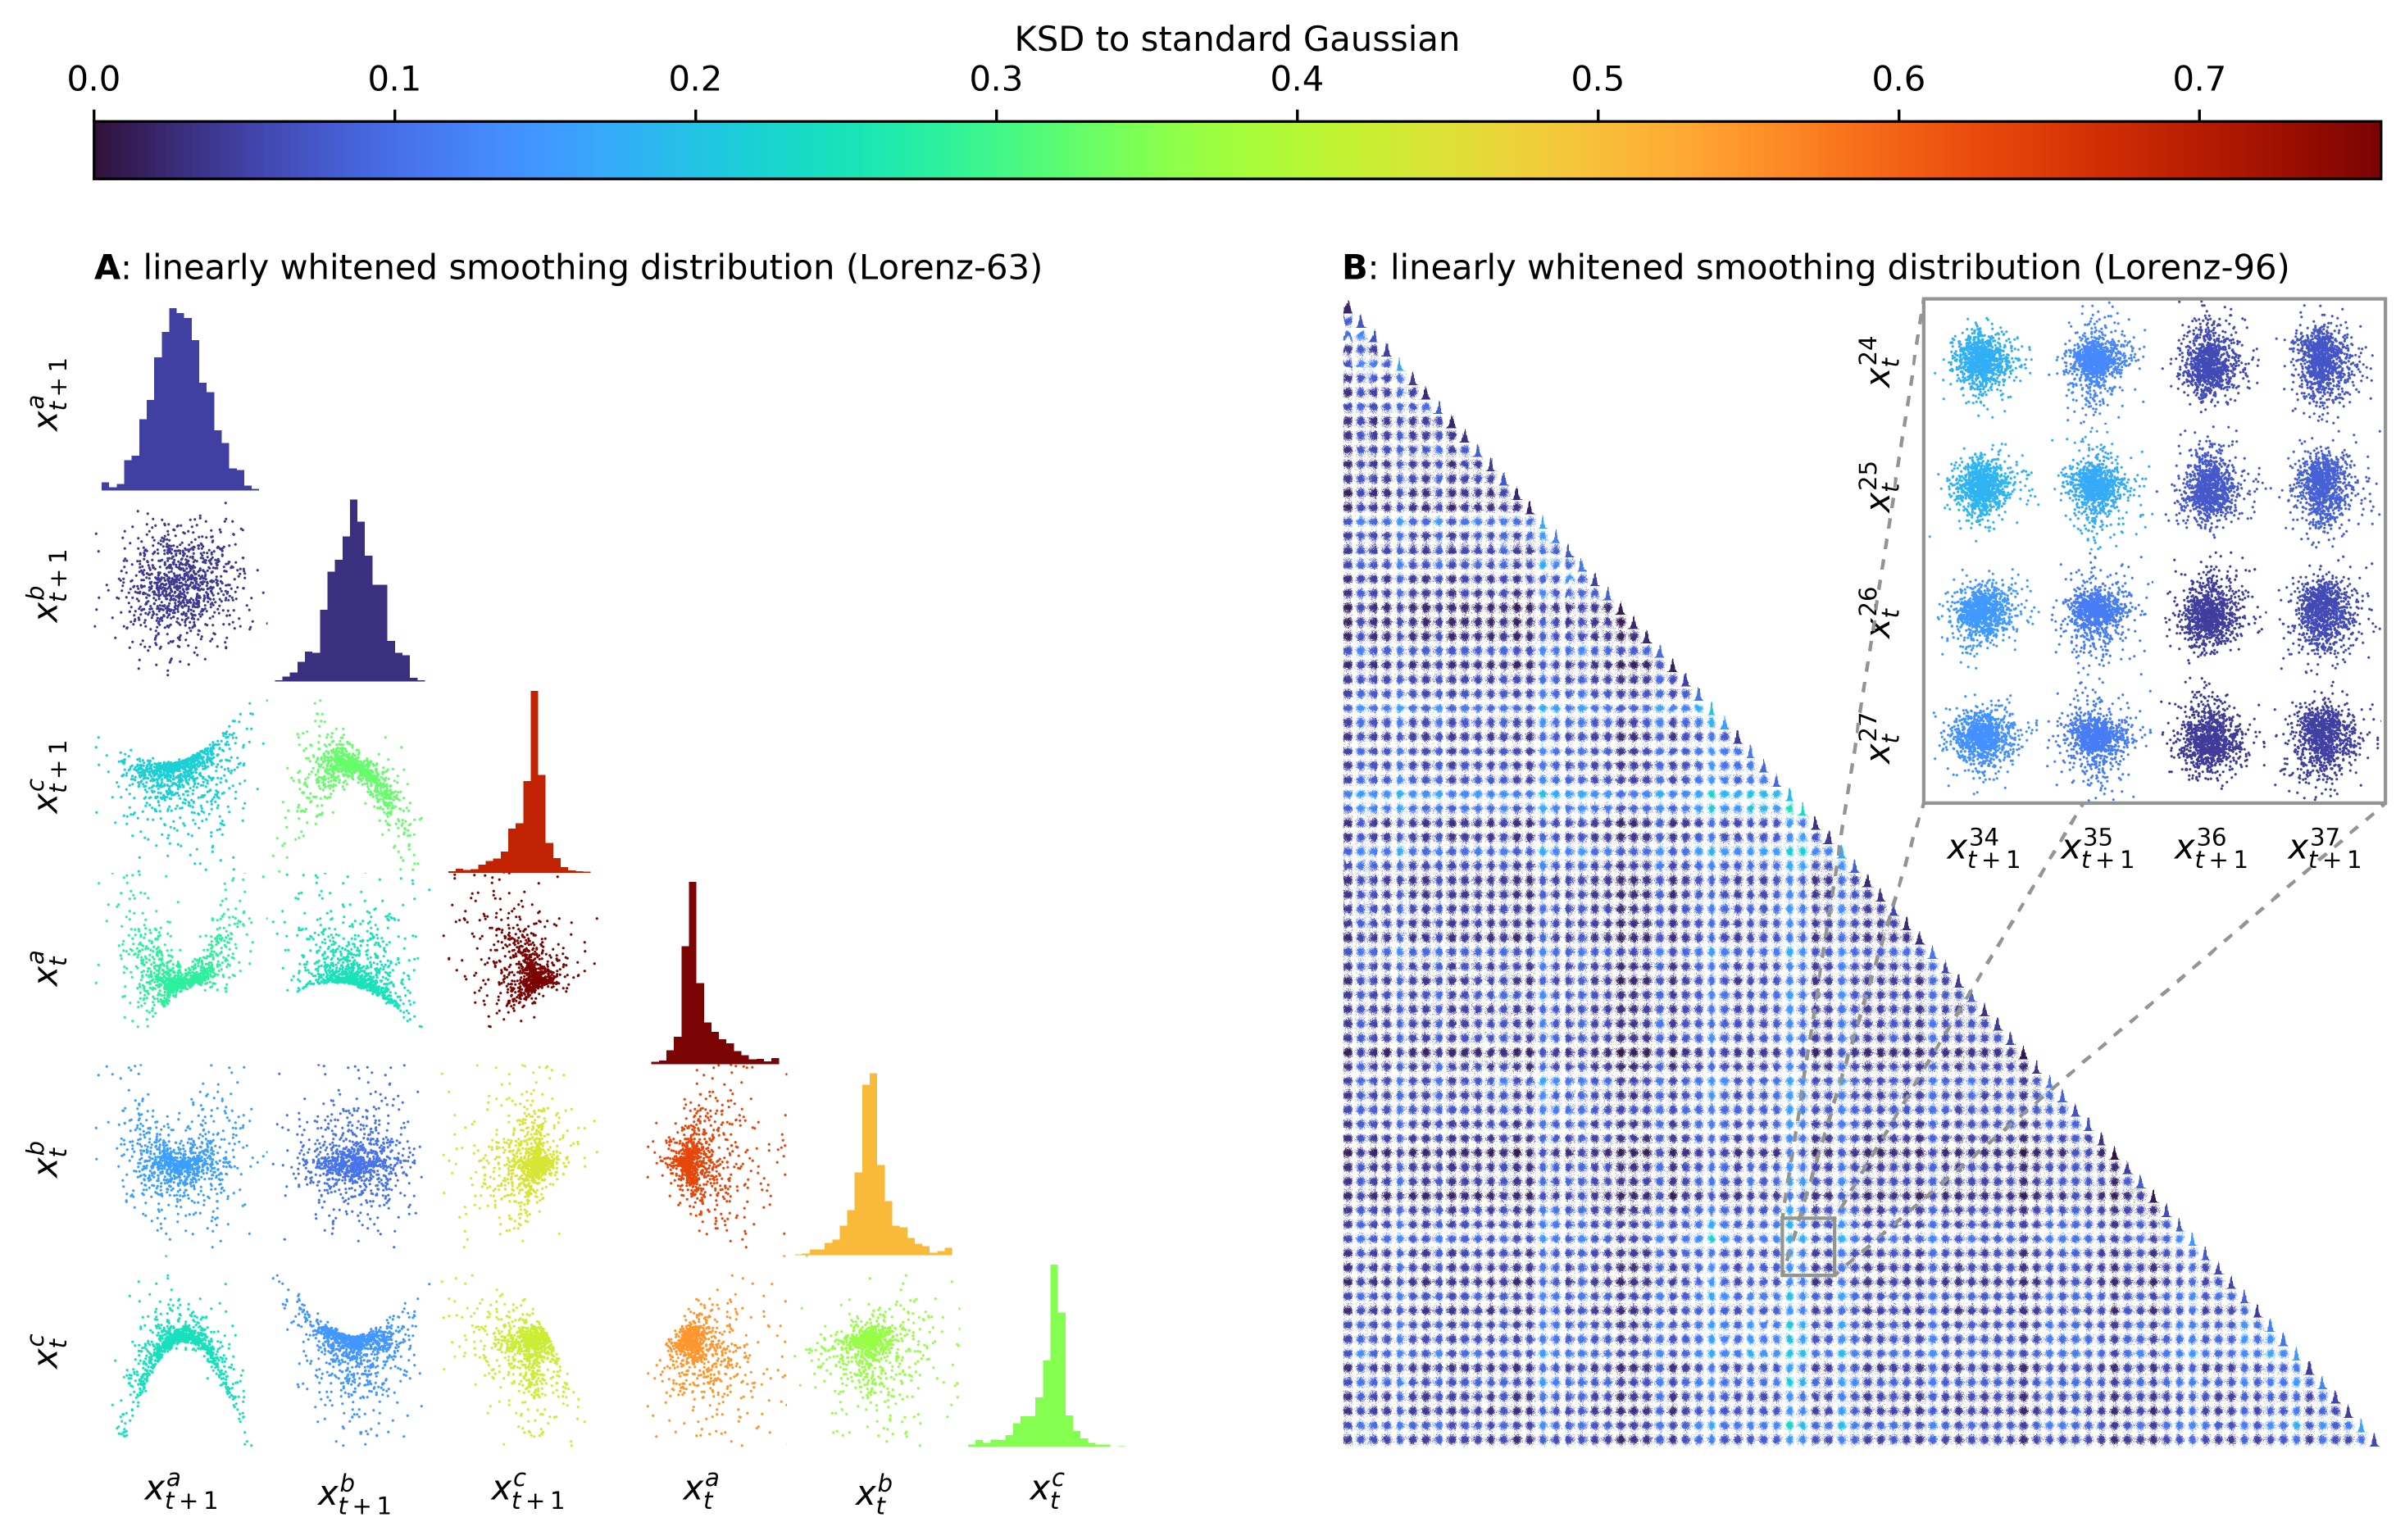 KSD to standard Gaussian
0.0 0.1 0.2 0.3 0.4 0.5 0.6 0.7
A: linearly whitened smoothing distribution (Lorenz-63)
B: linearly whitened smoothing distribution (Lorenz-96)
x^a_{t+1}
x^b_{t+1}
x^c_{t+1}
x^a_t
x^b_t
x^c_t
x^a_{t+1} x^b_{t+1} x^c_{t+1} x^a_t x^b_t x^c_t
x^{24}_t
x^{25}_t
x^{26}_t
x^{27}_t
x^{34}_{t+1} x^{35}_{t+1} x^{36}_{t+1} x^{37}_{t+1}